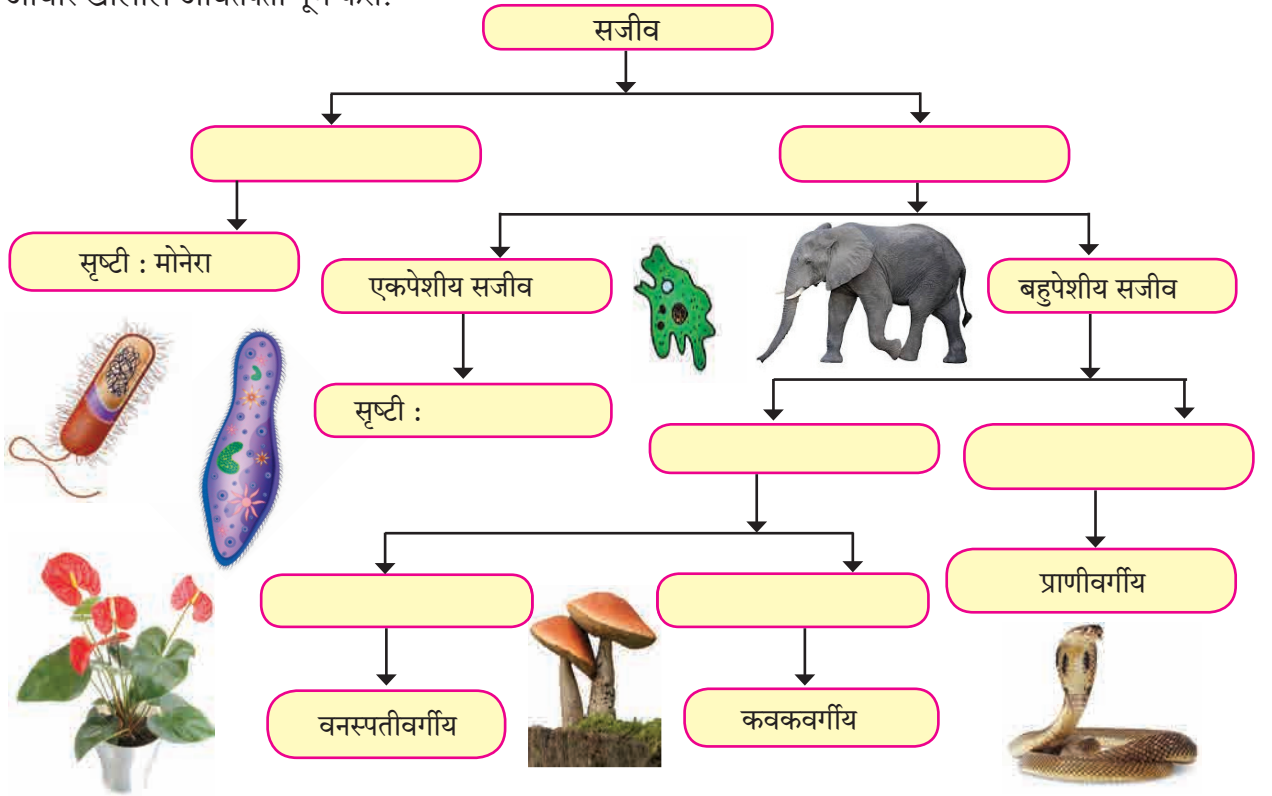 सजीव
सृष्टी : मोनेरा
एकपेशीय सजीव
बहुपेशीय सजीव
सृष्टी :
प्राणीवर्गीय
वनस्पतीवर्गीय
कवकवर्गीय